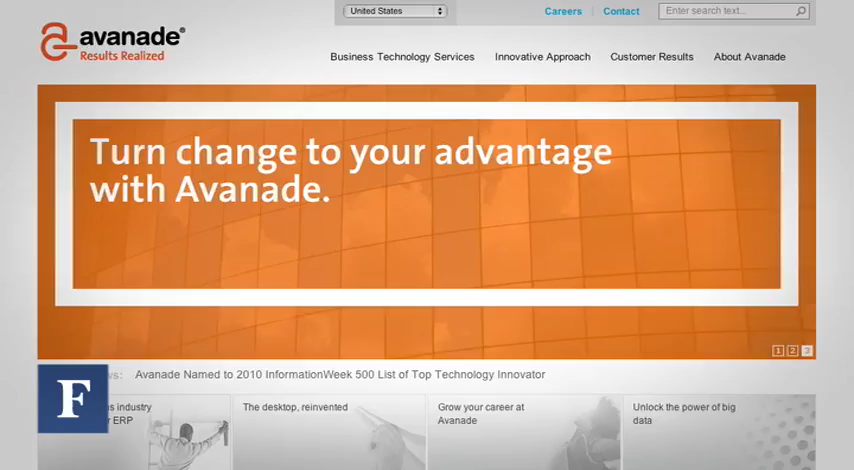 United States
Careers
Contact
Enter search text...
avanade®
Results Realized
Business Technology Services
Innovative Approach
Customer Results
About Avanade
Turn change to your advantage
with Avanade.
1 2 3
Avanade Named to 2010 InformationWeek 500 List of Top Technology Innovator
F
industry
ERP
The desktop, reinvented
Grow your career at
Avanade
Unlock the power of big
data